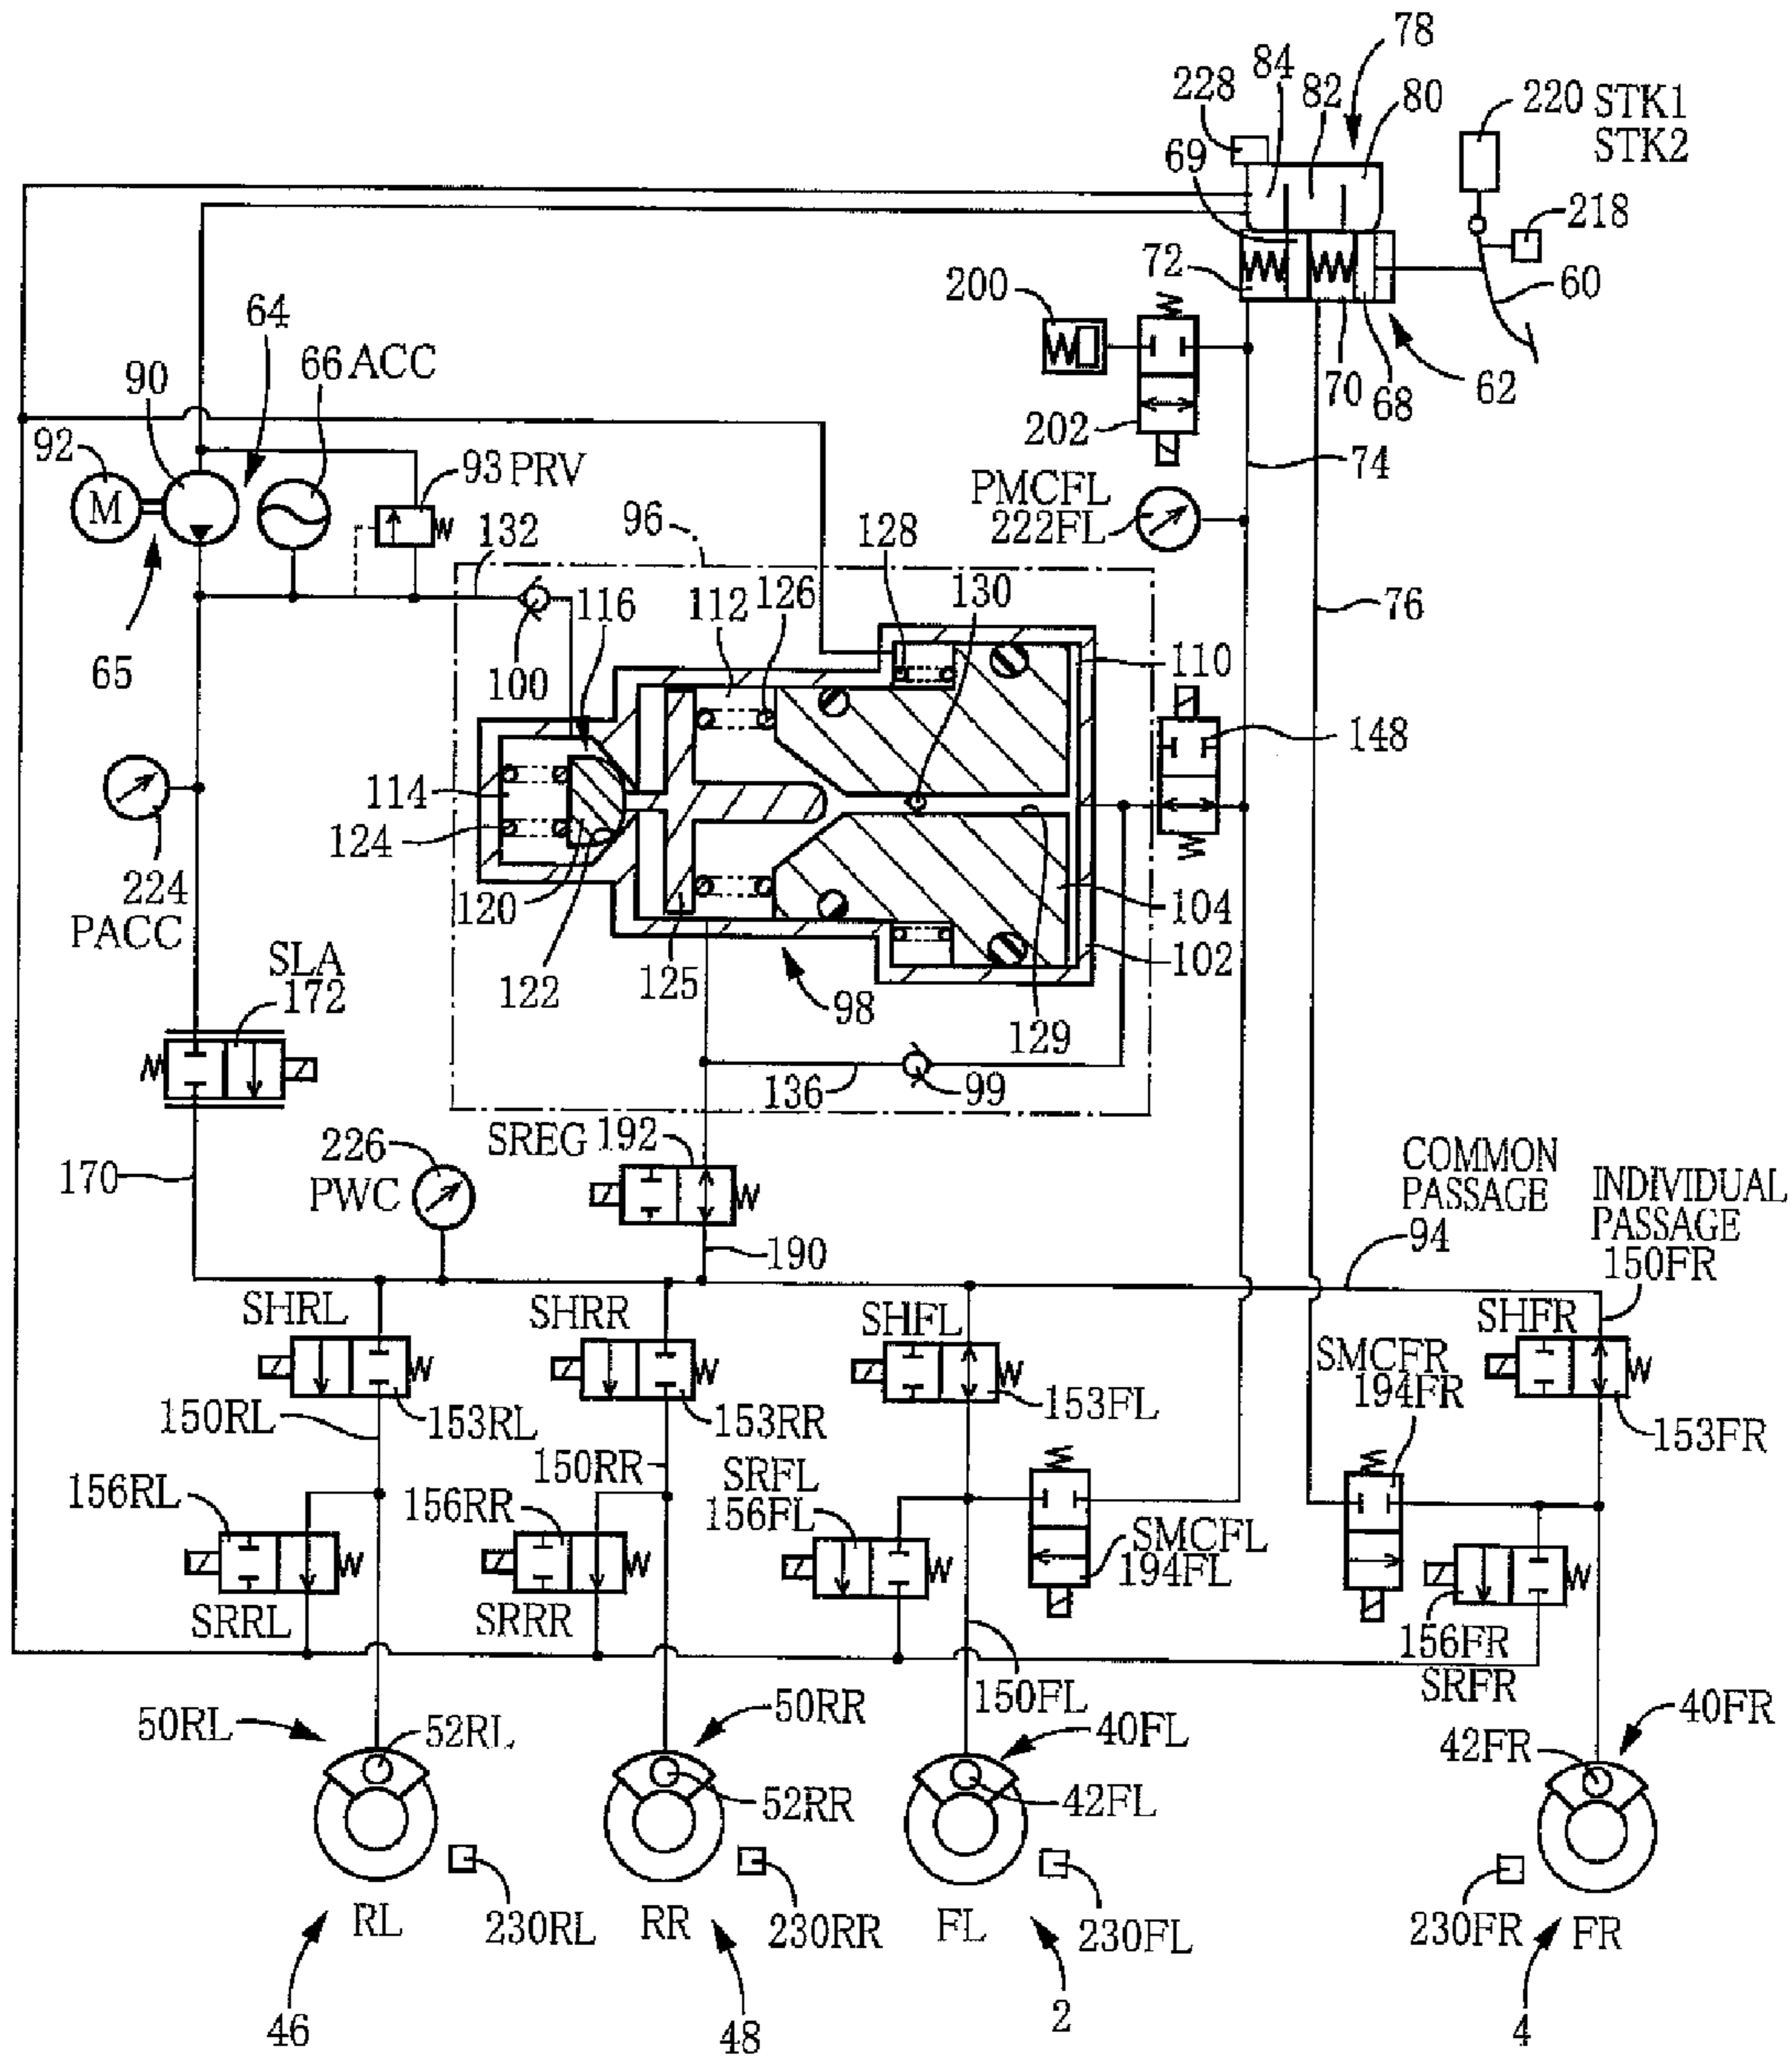 78
84
228
82
80
220 STK1
STK2
69
218
72
200
60
64
66 ACC
90
70
68
62
202
92
93 PRV
74
M
PMCFL
222FL
96
132
128
130
116
112
126
76
65
100
110
148
114
124
224
PACC
120
104
122
125
98
102
SLA
172
129
136
99
SREG 192
226
PWC
COMMON
PASSAGE
94
INDIVIDUAL
PASSAGE
150FR
170
190
SHRL
SHRR
SHFL
SHFR
SMCFR
194FR
150RL
153RL
153RR
153FL
153FR
150RR
SRFL
156FL
156RL
156RR
SMCFL
194FL
SRRL
SRRR
156FR
SRFR
150FL
50RL
52RL
50RR
40FL
40FR
42FR
52RR
42FL
RL
230RL
RR
230RR
FL
230FL
230FR
FR
46
48
2
4